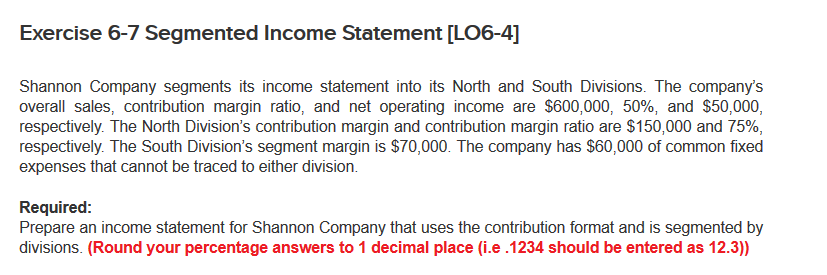 Exercise 6-7 Segmented Income Statement [LO6-4]
Shannon Company segments its income statement into its North and South Divisions. The company's
overall sales, contribution margin ratio, and net operating income are $600,000, 50%, and $50,000,
respectively. The North Division's contribution margin and contribution margin ratio are $150,000 and 75%,
respectively. The South Division's segment margin is $70,000. The company has $60,000 of common fixed
expenses that cannot be traced to either division.
Required:
Prepare an income statement for Shannon Company that uses the contribution format and is segmented by
divisions. (Round your percentage answers to 1 decimal place (i.e .1234 should be entered as 12.3))